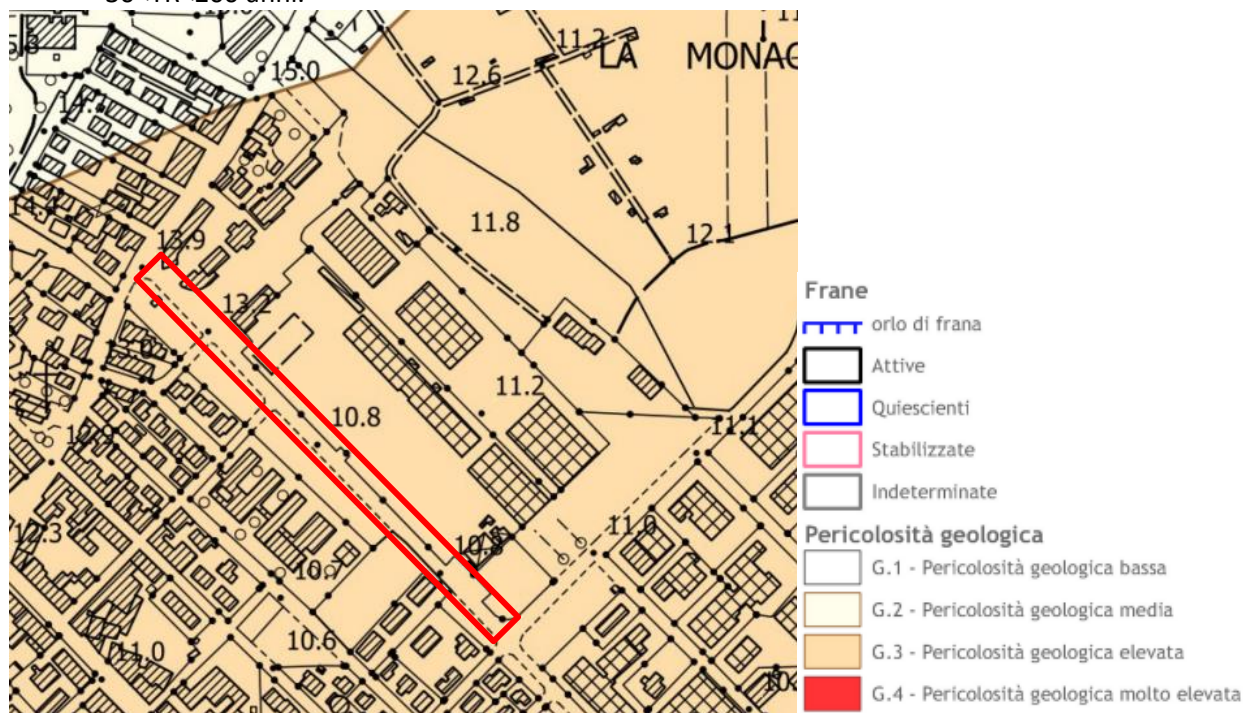 11.2
LA MONAC
15.0
12.6
14.4
11.8
12.1
13.9
13.2
11.2
10.8
11.1
12.3
11.0
10.8
10.7
10.6
11.0
104
Frane
orlo di frana
Attive
Quiescienti
Stabilizzate
Indeterminate
Pericolosità geologica
G.1 - Pericolosità geologica bassa
G.2 - Pericolosità geologica media
G.3 - Pericolosità geologica elevata
G.4 - Pericolosità geologica molto elevata